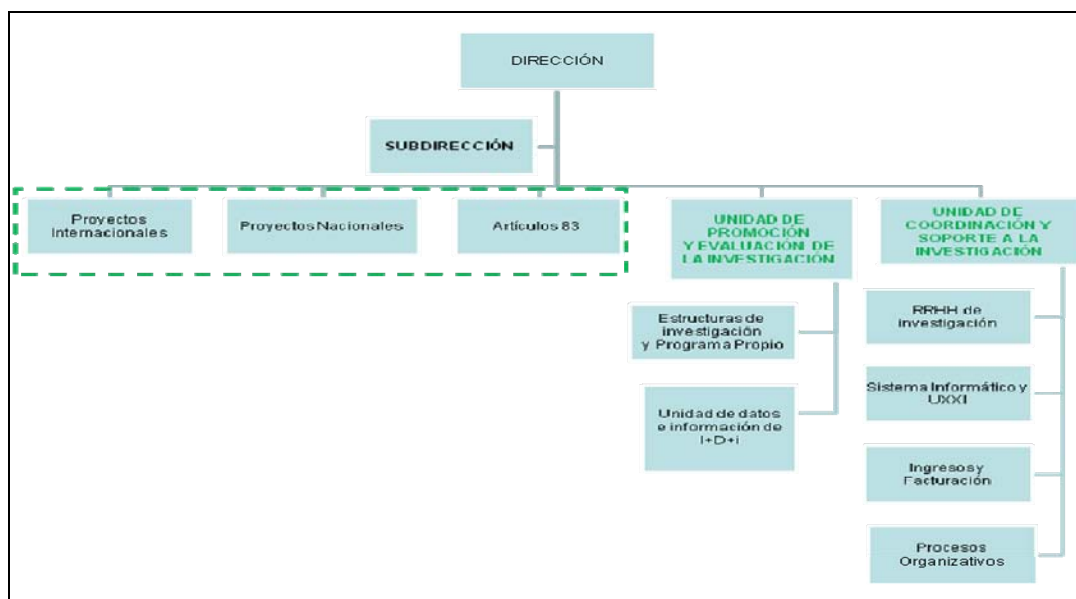 DIRECCIÓN
SUBDIRECCIÓN
Proyectos
Internacionales
Proyectos Nacionales
Artículos 83
UNIDAD DE
PROMOCIÓN
Y EVALUACIÓN DE
LA INVESTIGACIÓN
UNIDAD DE
COORDINACIÓN Y
SOPORTE A LA
INVESTIGACIÓN
Estructuras de
investigación
y Programa Propio
Unidad de datos
e información de
I+D+i
RRHH de
investigación
Sistema Informático y
UXXI
Ingresos y
Facturación
Procesos
Organizativos